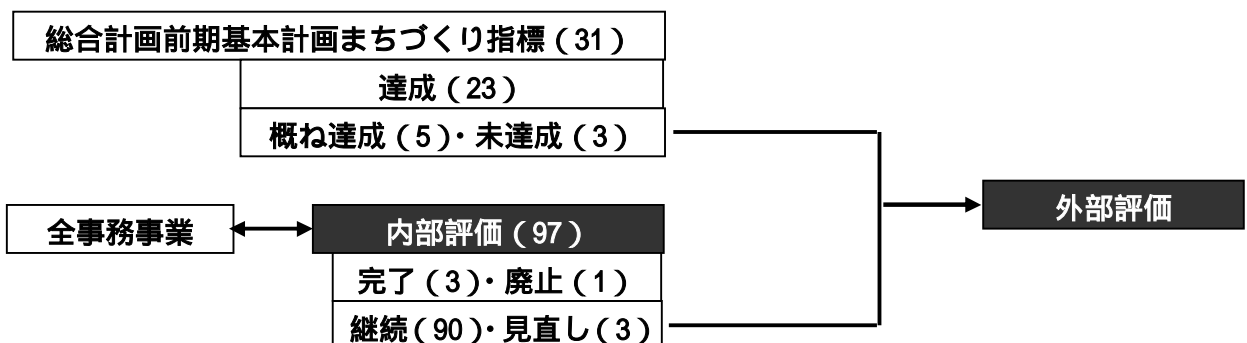 総合計画前期基本計画まちづくり指標（31）
達成（23）
概ね達成（5）・未達成（3）
外部評価
全事務事業
内部評価（97）
完了（3）・廃止（1）
継続（90）・見直し（3）